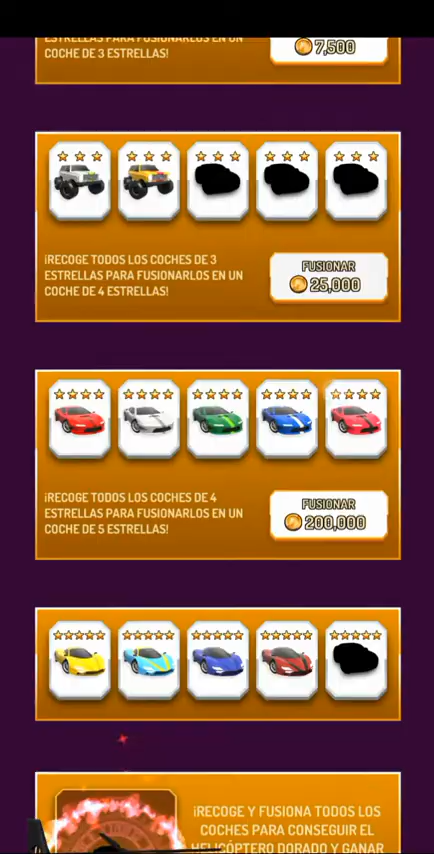 ESTRELLAS PARA FUSIONARLOS EN UN
COCHE DE 3 ESTRELLAS!
7,500
¡RECOGE TODOS LOS COCHES DE 3
ESTRELLAS PARA FUSIONARLOS EN UN
COCHE DE 4 ESTRELLAS!
FUSIONAR
25,000
¡RECOGE TODOS LOS COCHES DE 4
ESTRELLAS PARA FUSIONARLOS EN UN
COCHE DE 5 ESTRELLAS!
FUSIONAR
200,000
¡RECOGE Y FUSIONA TODOS LOS
COCHES PARA CONSEGUIR EL
HELICÓPTERO DORADO Y GANAR